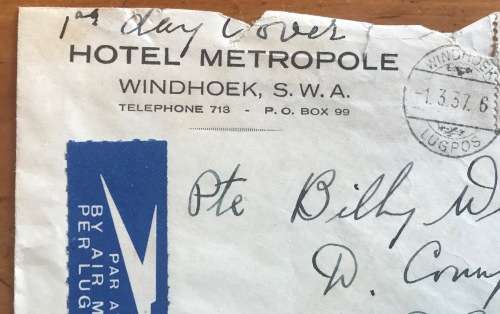 1st day cover
HOTEL METROPOLE
WINDHOEK, S. W. A.
TELEPHONE 713 - P. O. BOX 99
WINDHOEK
-1.3.37. 6
LUGPOS
Pte Billy W
D. Comp
PAR A
BY AIR M
PER LUG